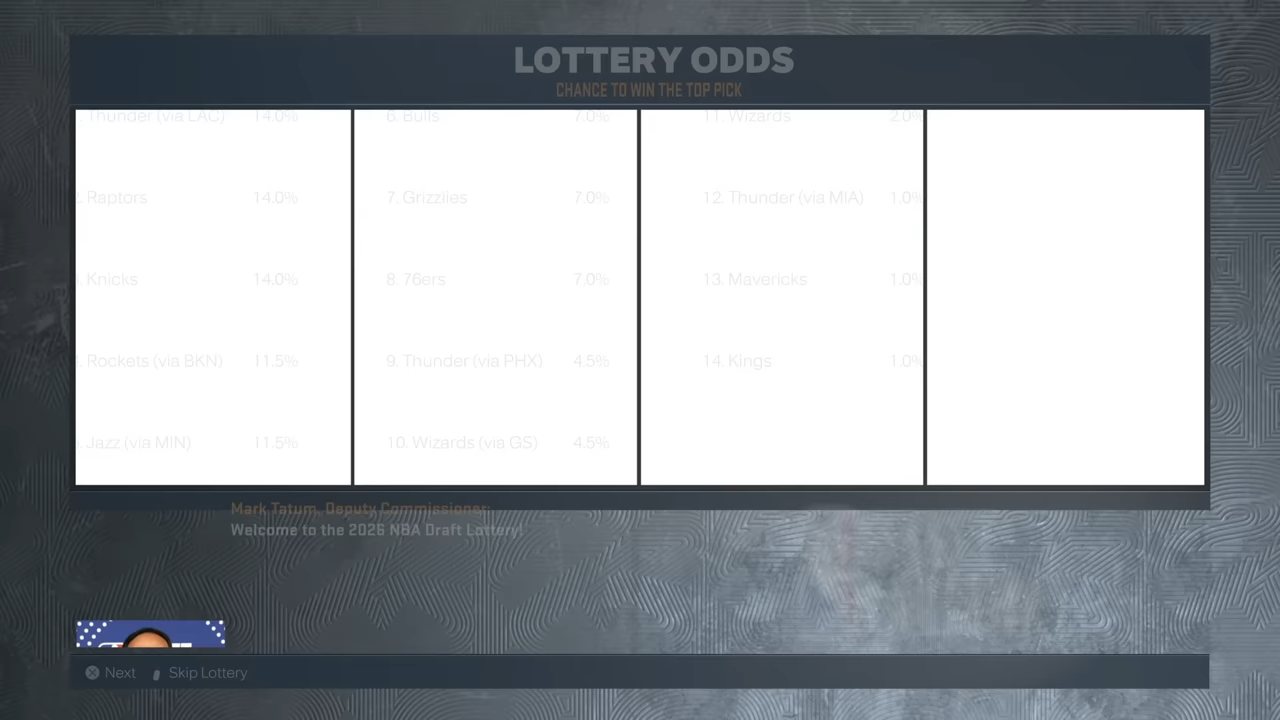 LOTTERY ODDS
CHANCE TO WIN THE TOP PICK
Thunder (via LAC) 14.0%
Raptors 14.0%
Knicks 14.0%
Rockets (via BKN) 11.5%
Jazz (via MIN) 11.5%
6. Bulls 7.0%
7. Grizzlies 7.0%
8. 76ers 7.0%
9. Thunder (via PHX) 4.5%
10. Wizards (via GS) 4.5%
11. Wizards 2.0%
12. Thunder (via MIA) 1.0%
13. Mavericks 1.0%
14. Kings 1.0%
Mark Tatum, Deputy Commissioner:
Welcome to the 2026 NBA Draft Lottery!
Next Skip Lottery